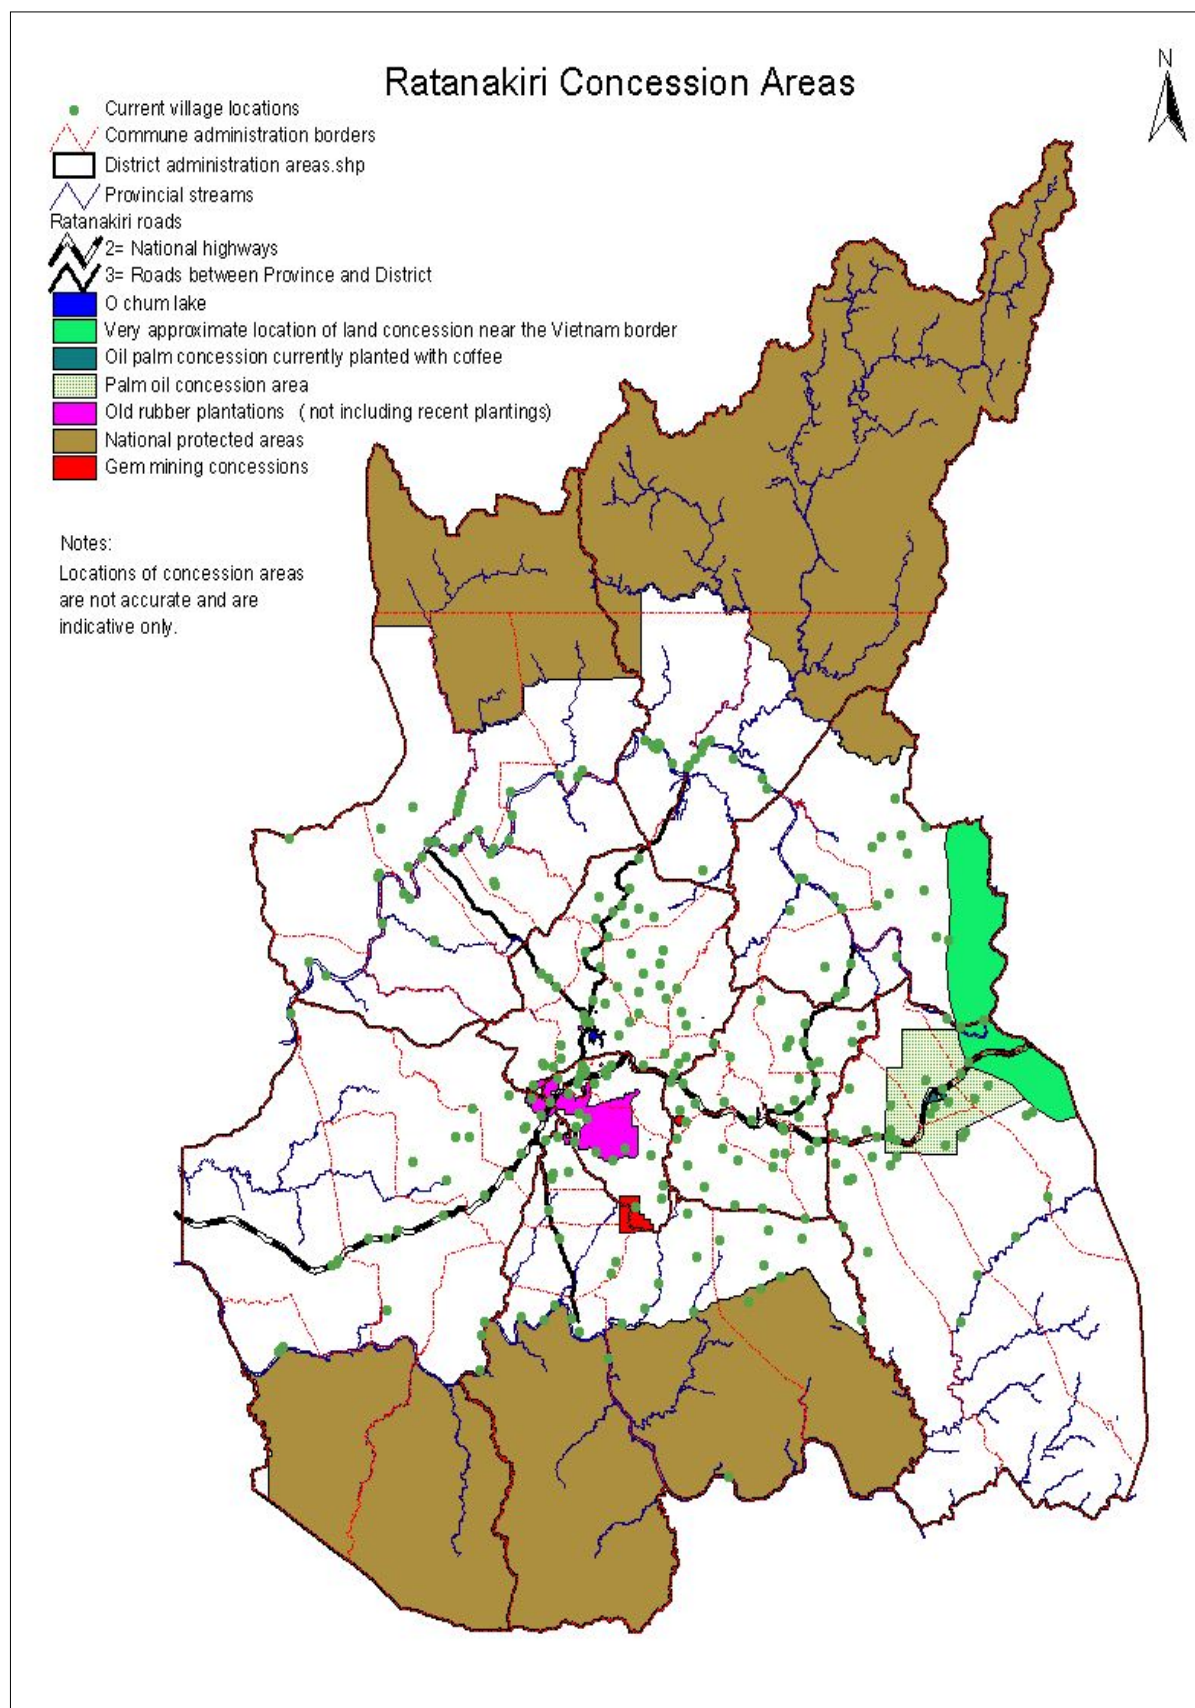 N
Ratanakiri Concession Areas
Current village locations
Commune administration borders
District administration areas.shp
Provincial streams
Ratanakiri roads
2= National highways
3= Roads between Province and District
O chum lake
Very approximate location of land concession near the Vietnam border
Oil palm concession currently planted with coffee
Palm oil concession area
Old rubber plantations ( not including recent plantings)
National protected areas
Gem mining concessions
Notes:
Locations of concession areas
are not accurate and are
indicative only.